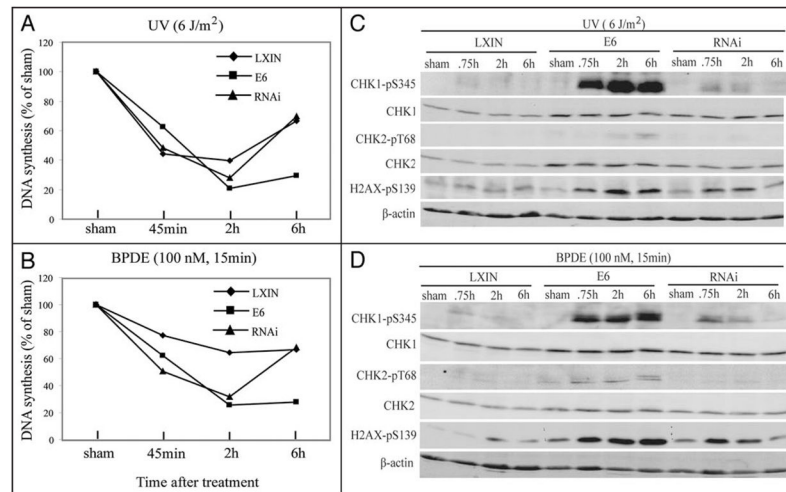 A
UV (6 J/m²)
DNA synthesis (% of sham)
120
100
80
60
40
20
0
LXIN
E6
RNAi
sham 45min 2h 6h
B
BPDE (100 nM, 15min)
DNA synthesis (% of sham)
120
100
80
60
40
20
0
LXIN
E6
RNAi
sham 45min 2h 6h
Time after treatment
C
UV (6 J/m²)
LXIN E6 RNAi
sham .75h 2h 6h sham .75h 2h 6h sham .75h 2h 6h
CHK1-pS345
CHK1
CHK2-pT68
CHK2
H2AX-pS139
β-actin
D
BPDE (100 nM, 15min)
LXIN E6 RNAi
sham .75h 2h 6h sham .75h 2h 6h sham .75h 2h 6h
CHK1-pS345
CHK1
CHK2-pT68
CHK2
H2AX-pS139
β-actin